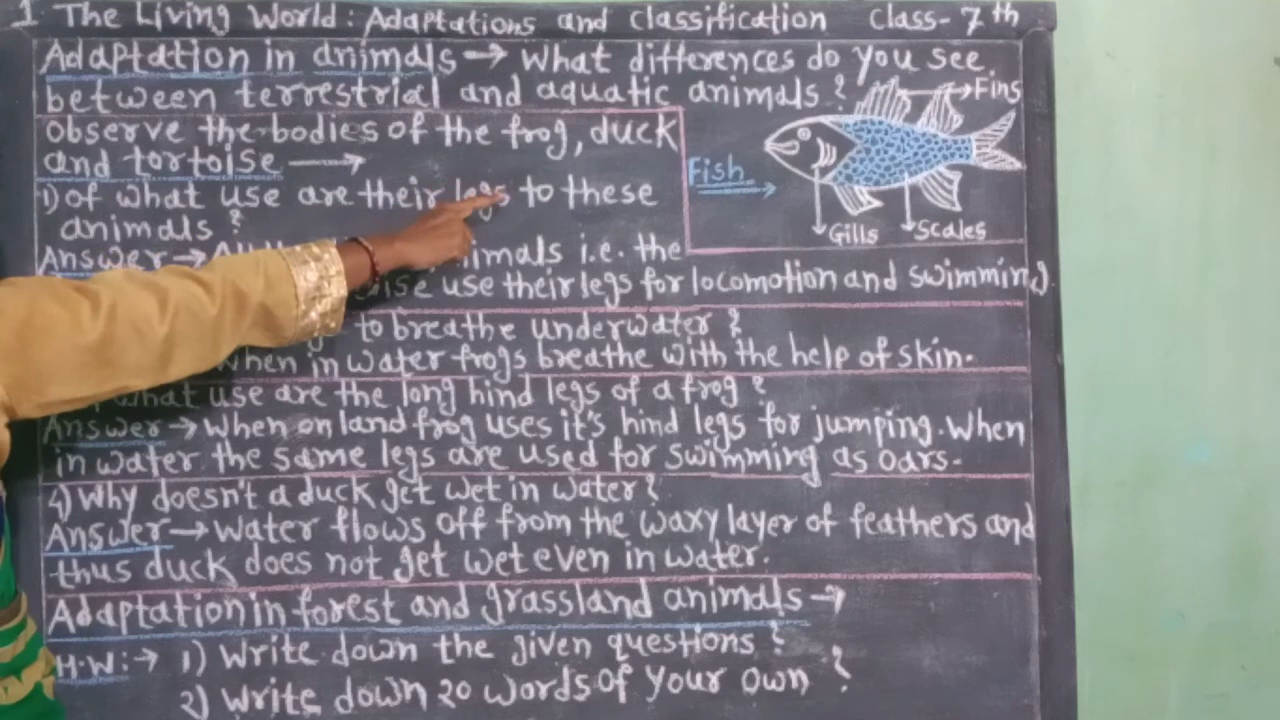 1. The Living World: Adaptations and classification Class-7th
Adaptation in animals → What differences do you see
between terrestrial and aquatic animals?
Fins
Observe the bodies of the frog, duck
and tortoise →
Fish
1) Of what use are their legs to these
animals?
Gills
Scales
Answer → animals i.e. the
use their legs for locomotion and swimming.
to breathe underwater?
when in water frogs breathe with the help of skin.
what use are the long hind legs of a frog?
Answer → When on land frog uses it's hind legs for jumping. When
in water the same legs are used for swimming as oars.
4) Why doesn't a duck get wet in water?
Answer → Water flows off from the waxy layer of feathers and
thus duck does not get wet even in water.
Adaptation in forest and grassland animals →
H.W:→ 1) Write down the given questions?
2) Write down 20 words of your own?